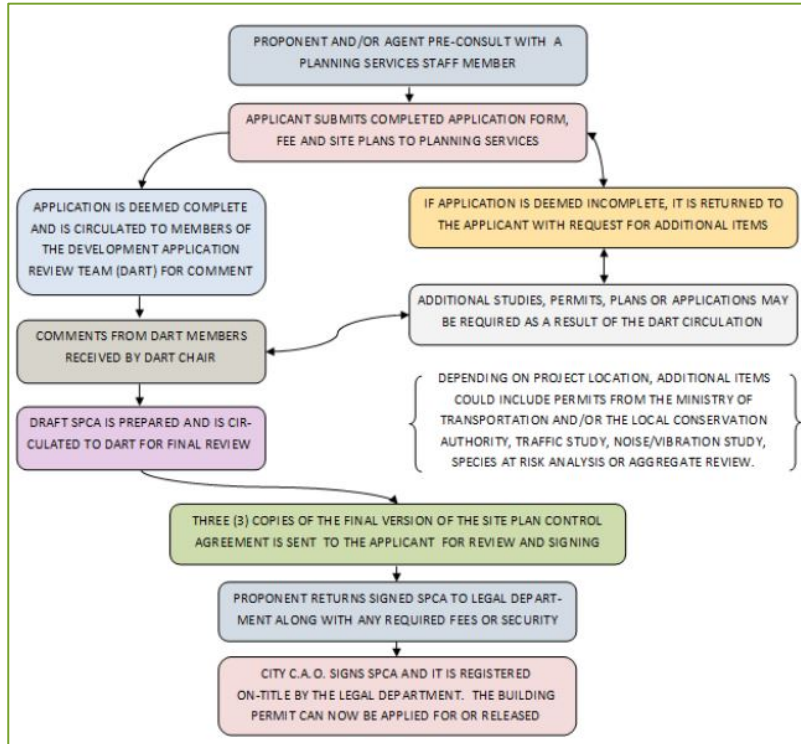 PROPONENT AND/OR AGENT PRE-CONSULT WITH A
PLANNING SERVICES STAFF MEMBER
APPLICANT SUBMITS COMPLETED APPLICATION FORM,
FEE AND SITE PLANS TO PLANNING SERVICES
APPLICATION IS DEEMED COMPLETE
AND IS CIRCULATED TO MEMBERS OF
THE DEVELOPMENT APPLICATION
REVIEW TEAM (DART) FOR COMMENT
IF APPLICATION IS DEEMED INCOMPLETE, IT IS RETURNED TO
THE APPLICANT WITH REQUEST FOR ADDITIONAL ITEMS
ADDITIONAL STUDIES, PERMITS, PLANS OR APPLICATIONS MAY
BE REQUIRED AS A RESULT OF THE DART CIRCULATION
COMMENTS FROM DART MEMBERS
RECEIVED BY DART CHAIR
DEPENDING ON PROJECT LOCATION, ADDITIONAL ITEMS
COULD INCLUDE PERMITS FROM THE MINISTRY OF
TRANSPORTATION AND/OR THE LOCAL CONSERVATION
AUTHORITY, TRAFFIC STUDY, NOISE/VIBRATION STUDY,
SPECIES AT RISK ANALYSIS OR AGGREGATE REVIEW.
DRAFT SPCA IS PREPARED AND IS CIR-
CULATED TO DART FOR FINAL REVIEW
THREE (3) COPIES OF THE FINAL VERSION OF THE SITE PLAN CONTROL
AGREEMENT IS SENT TO THE APPLICANT FOR REVIEW AND SIGNING
PROPONENT RETURNS SIGNED SPCA TO LEGAL DEPART-
MENT ALONG WITH ANY REQUIRED FEES OR SECURITY
CITY C.A.O. SIGNS SPCA AND IT IS REGISTERED
ON-TITLE BY THE LEGAL DEPARTMENT. THE BUILDING
PERMIT CAN NOW BE APPLIED FOR OR RELEASED